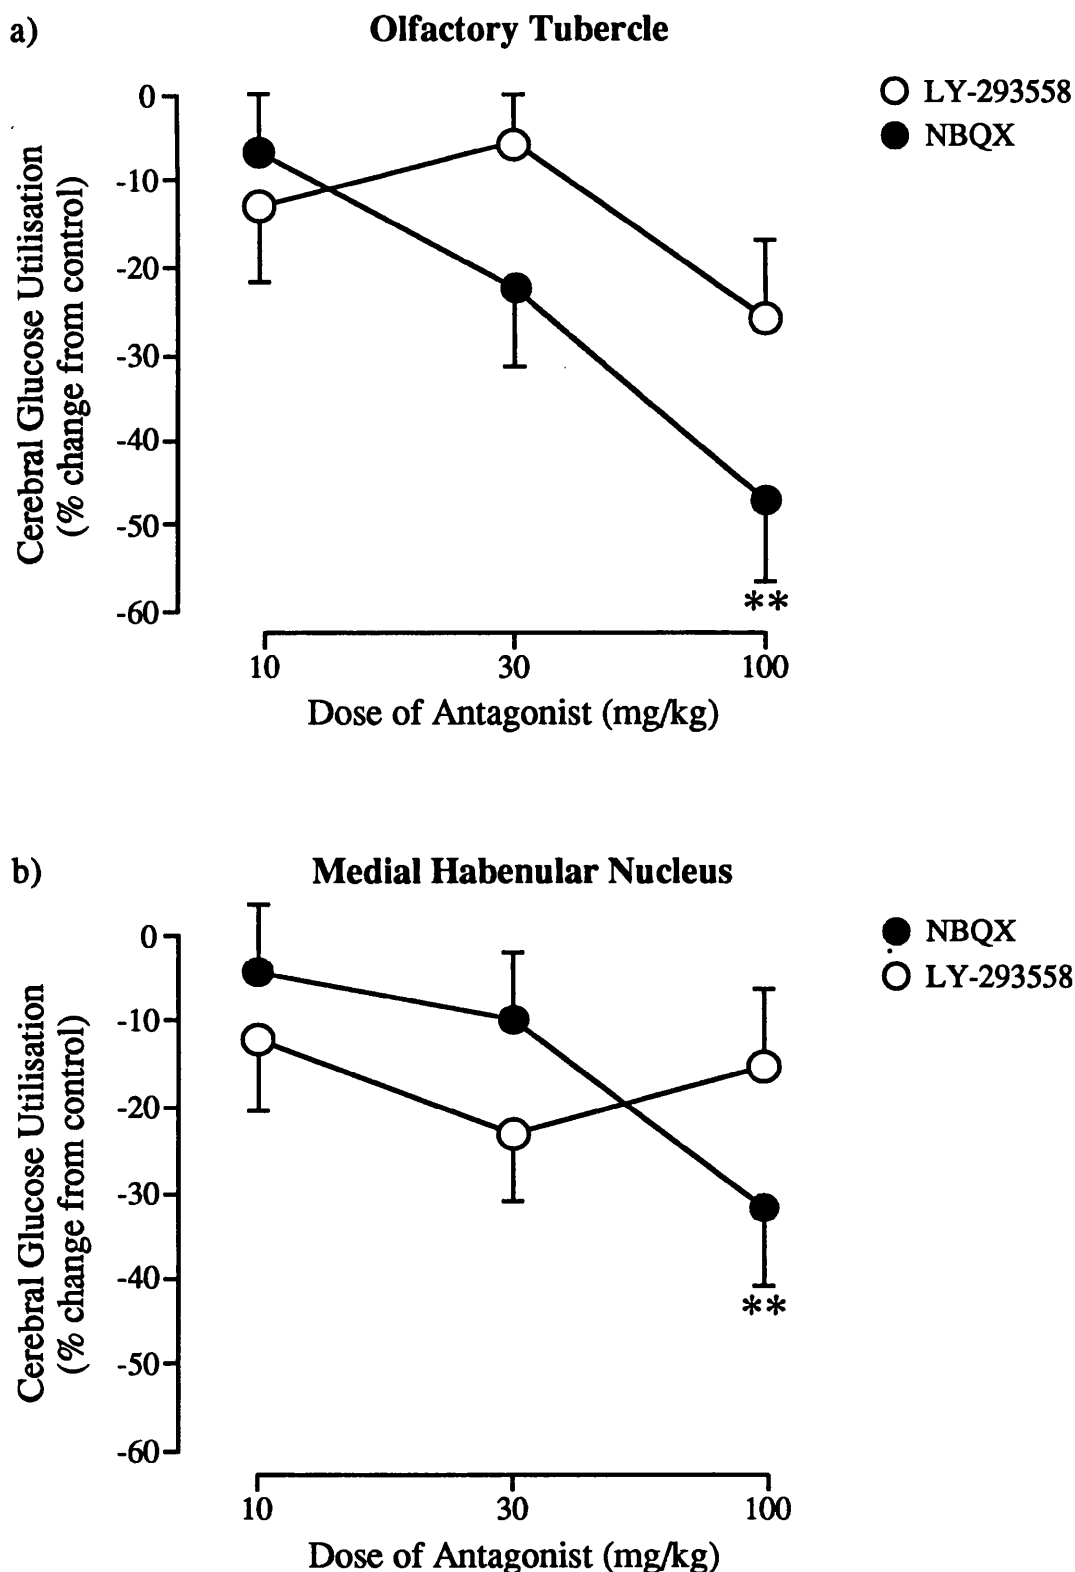 a)
Olfactory Tubercle
LY-293558
NBQX
Cerebral Glucose Utilisation
(% change from control)
0
-10
-20
-30
-40
-50
-60
**
10 30 100
Dose of Antagonist (mg/kg)
b)
Medial Habenular Nucleus
NBQX
LY-293558
Cerebral Glucose Utilisation
(% change from control)
0
-10
-20
-30
-40
-50
-60
**
10 30 100
Dose of Antagonist (mg/kg)